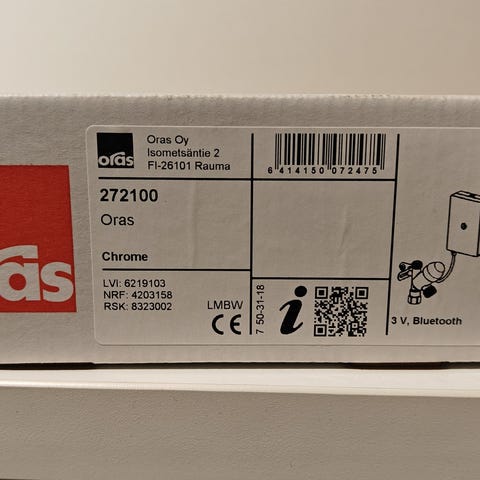 oras
oras
Oras Oy
Isometsäntie 2
FI-26101 Rauma
6 414150 072475
272100
Oras
Chrome
LVI: 6219103
NRF: 4203158
RSK: 8323002
LMBW
CE
7 50-31-18
i
3 V, Bluetooth